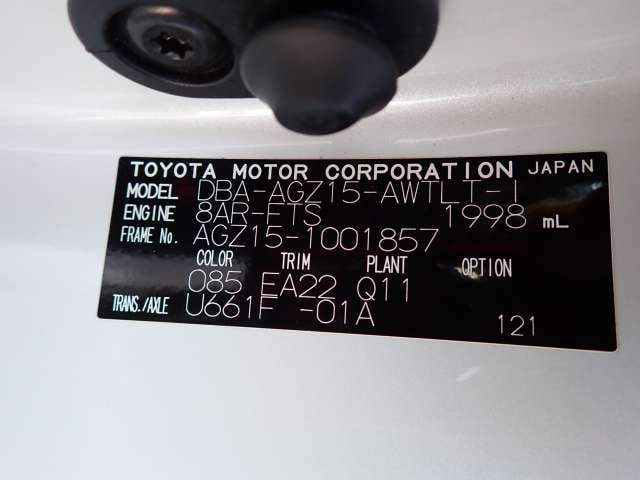 TOYOTA MOTOR CORPORATION JAPAN
MODEL DBA-AGZ15-AWTLT-I
ENGINE 8AR-FTS 1998 mL
FRAME No. AGZ15-1001857
COLOR TRIM PLANT OPTION
085 EA22 Q11
TRANS./AXLE U661F -01A
121